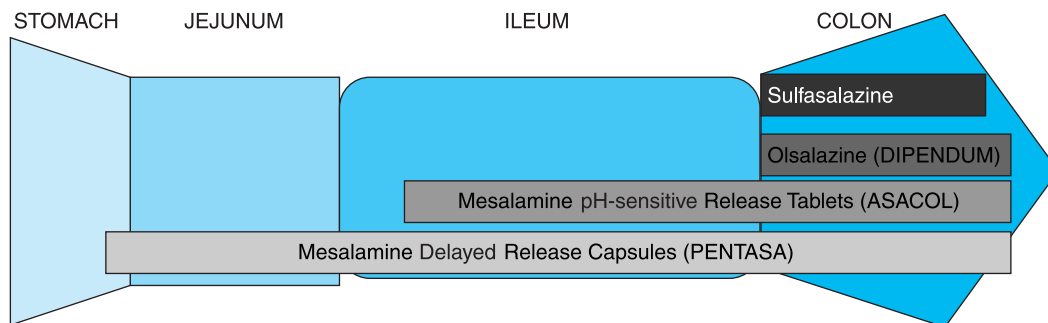 STOMACH JEJUNUM ILEUM COLON
Sulfasalazine
Olsalazine (DIPENDUM)
Mesalamine pH-sensitive Release Tablets (ASACOL)
Mesalamine Delayed Release Capsules (PENTASA)